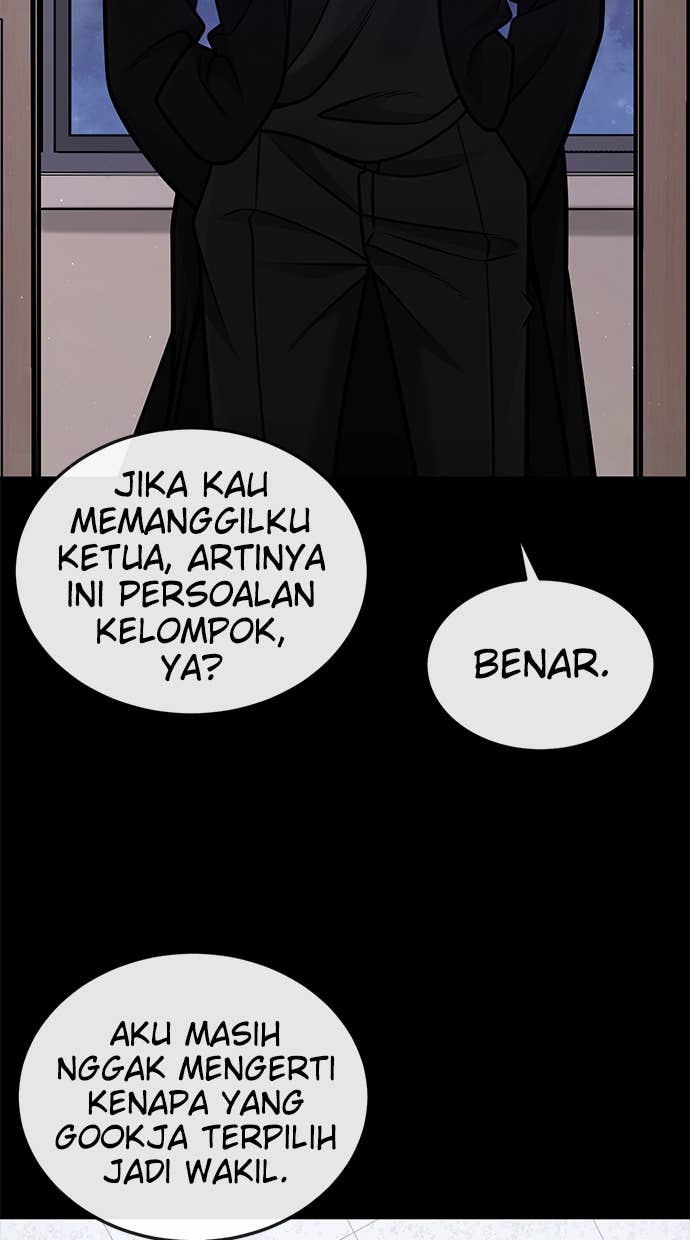 JIKA KAU
MEMANGGILKU
KETUA, ARTINYA
INI PERSOALAN
KELOMPOK,
YA?
BENAR.
AKU MASIH
NGGAK MENGERTI
KENAPA YANG
GOOKJA TERPILIH
JADI WAKIL.